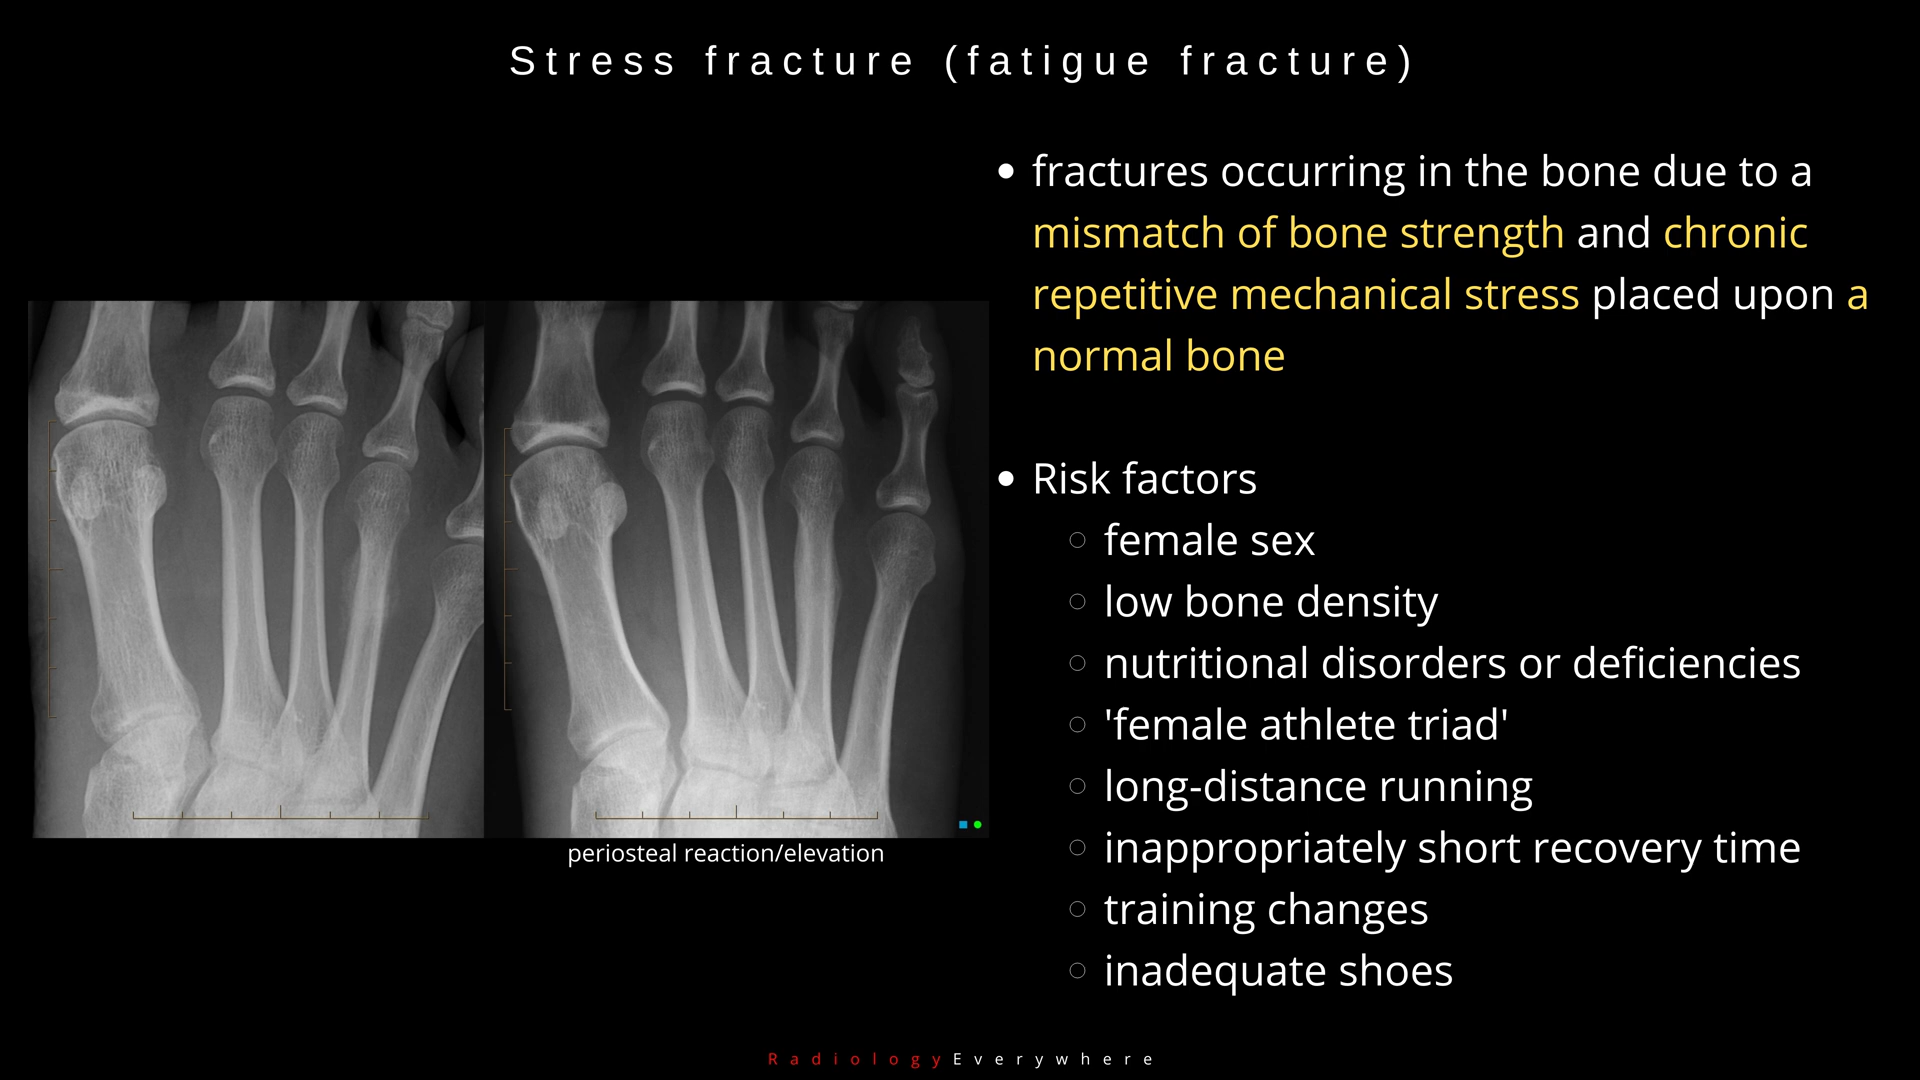 Stress fracture (fatigue fracture)
• fractures occurring in the bone due to a
mismatch of bone strength and chronic
repetitive mechanical stress placed upon a
normal bone
• Risk factors
○ female sex
○ low bone density
○ nutritional disorders or deficiencies
○ 'female athlete triad'
○ long-distance running
○ inappropriately short recovery time
○ training changes
○ inadequate shoes
periosteal reaction/elevation
RadiologyEverywhere